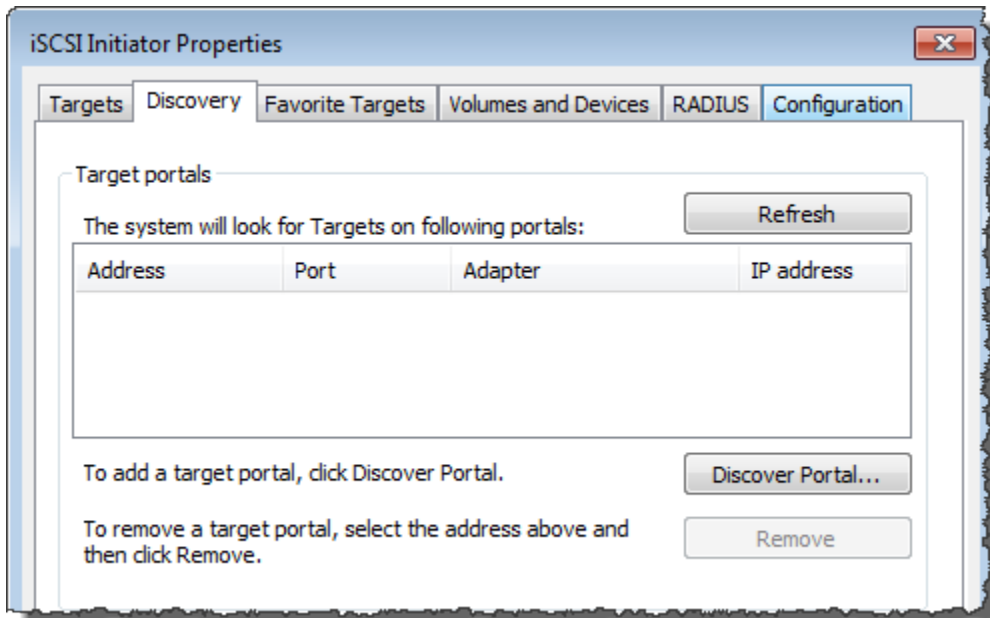 iSCSI Initiator Properties
Targets Discovery Favorite Targets Volumes and Devices RADIUS Configuration
Target portals
The system will look for Targets on following portals:
Refresh
Address Port Adapter IP address
To add a target portal, click Discover Portal.
Discover Portal...
To remove a target portal, select the address above and
then click Remove.
Remove